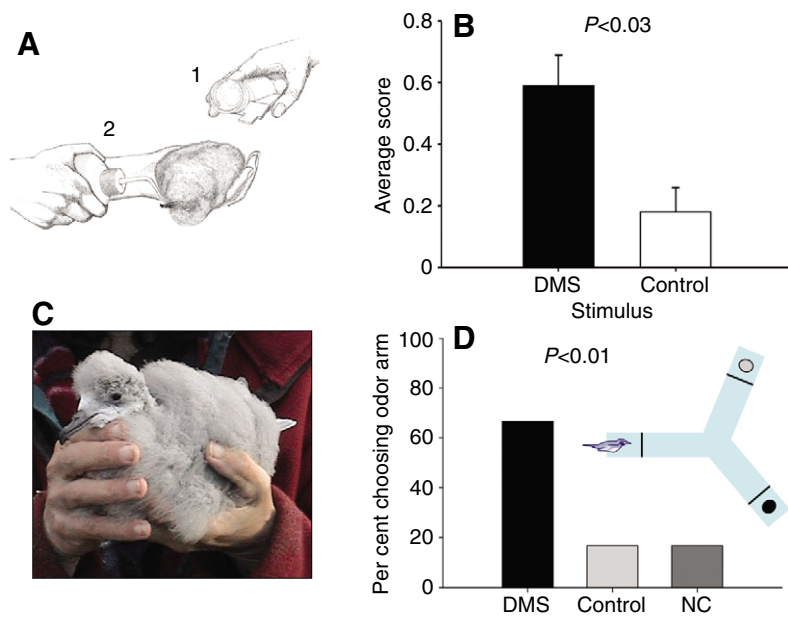 A
1
2
B
P<0.03
Average score
0.8
0.6
0.4
0.2
0
DMS
Control
Stimulus
C
D
P<0.01
Per cent choosing odor arm
100
80
60
40
20
0
DMS
Control
NC